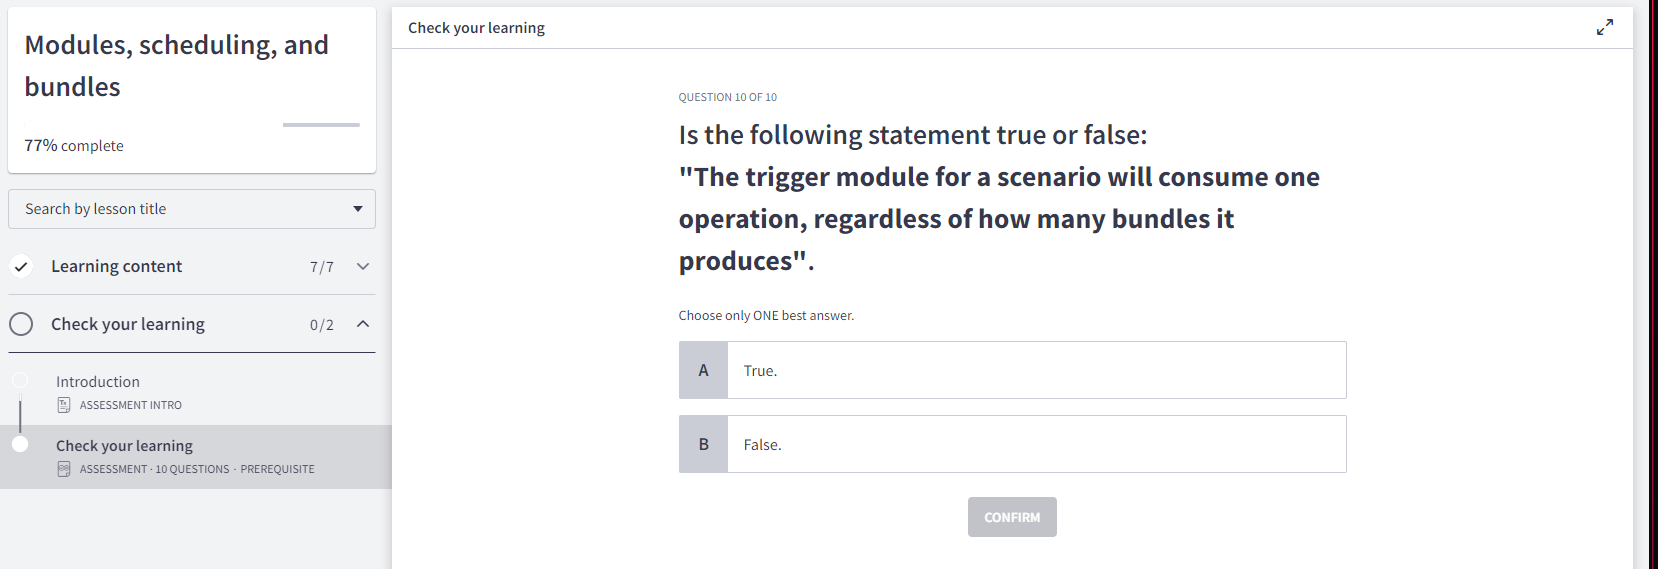 Modules, scheduling, and
bundles
77% complete
Search by lesson title
Learning content 7/7
Check your learning 0/2
Introduction
ASSESSMENT INTRO
Check your learning
ASSESSMENT · 10 QUESTIONS · PREREQUISITE
Check your learning
QUESTION 10 OF 10
Is the following statement true or false:
"The trigger module for a scenario will consume one
operation, regardless of how many bundles it
produces".
Choose only ONE best answer.
A True.
B False.
CONFIRM